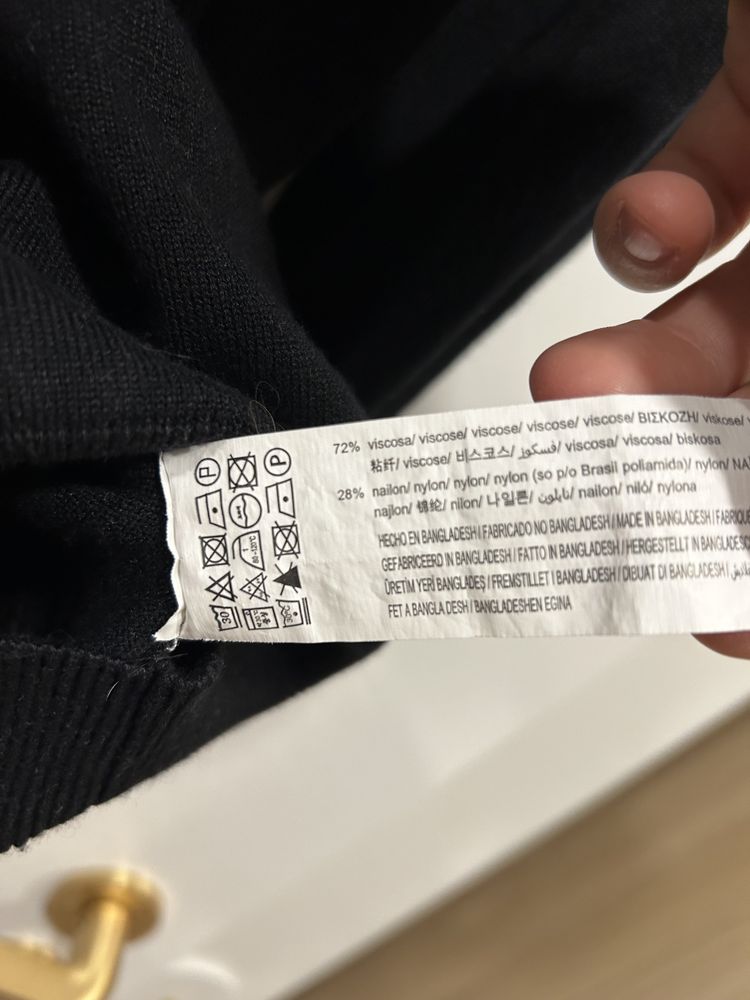 72% viscosa/ viscose/ viscose/ viscose/ viscose/ ΒΙΣΚΟΖΗ/ viskose/
粘纤/ viscose/ 비스코스/ فسكوز/ viscosa/ viscosa/ biskosa
28% nailon/ nylon/ nylon/ nylon (so p/o Brasil poliamida)/ nylon/
najlon/ 锦纶/ nilon/ 나일론/ نايلون/ nailon/ niló/ nylona
HECHO EN BANGLADESH / FABRICADO NO BANGLADESH / MADE IN BANGLADESH /
GEFABRICEERD IN BANGLADESH / FATTO IN BANGLADESH / HERGESTELLT IN
ÜRETİM YERİ BANGLADEŞ / FREMSTILLET I BANGLADESH / DIBUAT DI BANGLADESH /
FET A BANGLA DESH / BANGLADESHEN EGINA
P P
80-120°C
30